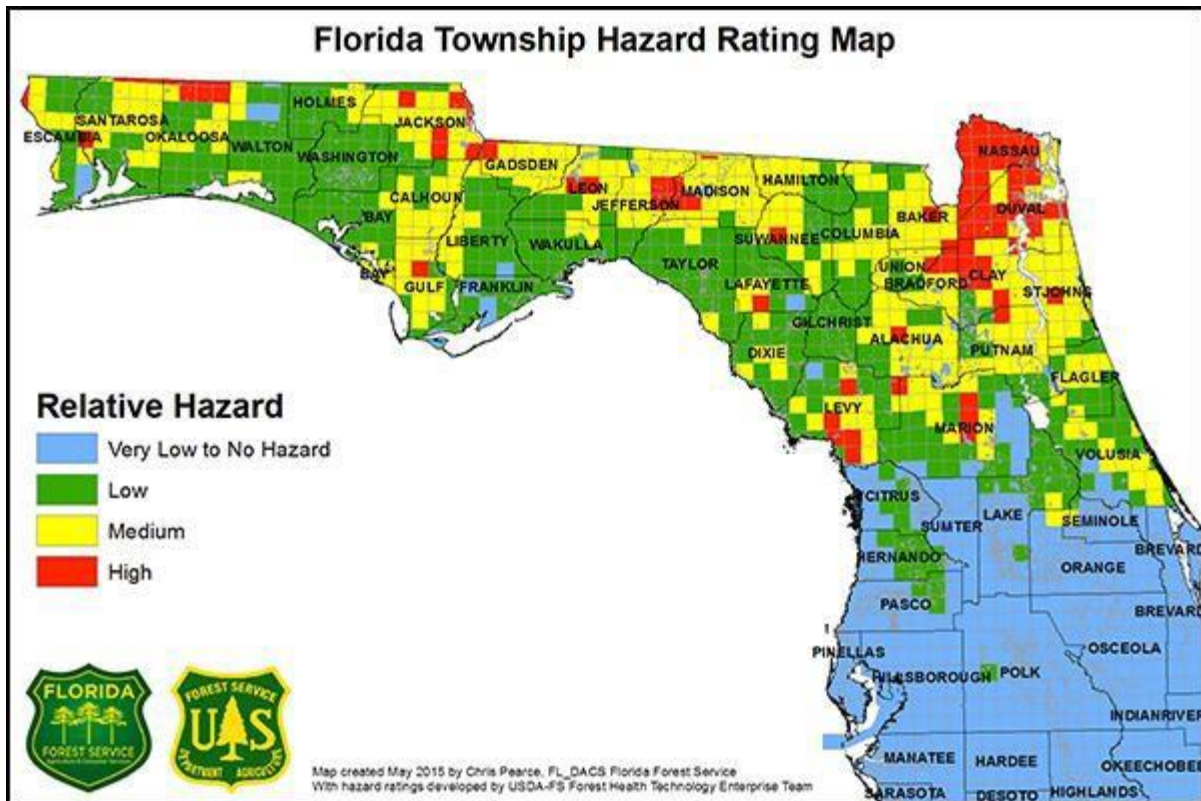 Florida Township Hazard Rating Map
HOLMES
SANTAROSA
JACKSON
ESCAMBIA
OKALOOSA
WALTON
WASHINGTON
GADSDEN
NASSAU
LEON
MADISON
HAMILTON
CALHOUN
JEFFERSON
DUVAL
BAY
BAKER
LIBERTY
WAKULLA
SUWANNEE
COLUMBIA
TAYLOR
UNION
BAY
GULF
FRANKLIN
LAFAYETTE
BRADFORD
CLAY
STJOHNS
GILCHRIST
ALACHUA
DIXIE
PUTNAM
FLAGLER
LEVY
MARION
VOLUSIA
CITRUS
SUMTER
LAKE
SEMINOLE
HERNANDO
BREVARD
ORANGE
PASCO
BREVARD
PINELLAS
OSCEOLA
HILLSBOROUGH
POLK
INDIANRIVER
MANATEE
HARDEE
OKEECHOBEE
SARASOTA
DESOTO
HIGHLANDS
Relative Hazard
Very Low to No Hazard
Low
Medium
High
FLORIDA
FOREST SERVICE
FOREST SERVICE
U S
DEPARTMENT AGRICULTURE
Map created May 2015 by Chris Pearce, FL_DACS Florida Forest Service
With hazard ratings developed by USDA-FS Forest Health Technology Enterprise Team